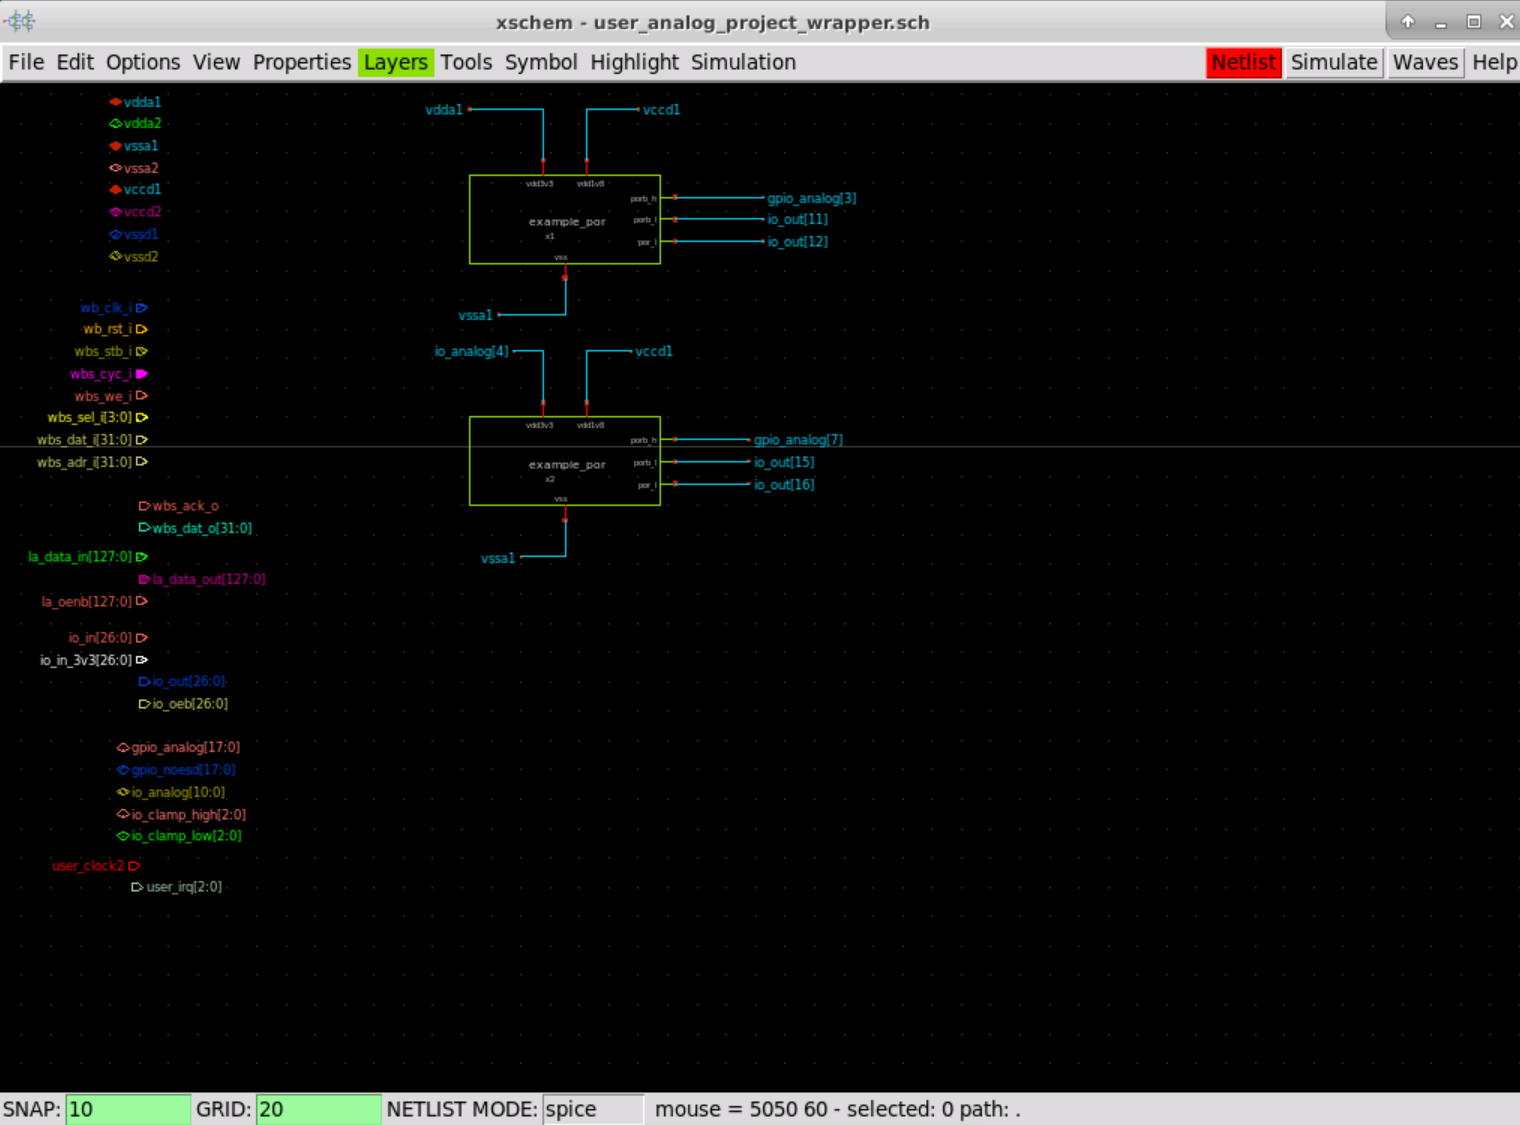 xschem - user_analog_project_wrapper.sch
File Edit Options View Properties Layers Tools Symbol Highlight Simulation Netlist Simulate Waves Help
vdda1
vdda2
vssa1
vssa2
vccd1
vccd2
vssd1
vssd2
wb_clk_i
wb_rst_i
wbs_stb_i
wbs_cyc_i
wbs_we_i
wbs_sel_i[3:0]
wbs_dat_i[31:0]
wbs_adr_i[31:0]
wbs_ack_o
wbs_dat_o[31:0]
la_data_in[127:0]
la_data_out[127:0]
la_oenb[127:0]
io_in[26:0]
io_in_3v3[26:0]
io_out[26:0]
io_oeb[26:0]
gpio_analog[17:0]
gpio_noesd[17:0]
io_analog[10:0]
io_clamp_high[2:0]
io_clamp_low[2:0]
user_clock2
user_irq[2:0]
vdda1 vccd1
vdd3v3 vdd1v8
porb_h gpio_analog[3]
porb_l io_out[11]
example_por
x1
por_l io_out[12]
vss
vssa1
io_analog[4] vccd1
vdd3v3 vdd1v8
porb_h gpio_analog[7]
porb_l io_out[15]
example_por
x2
por_l io_out[16]
vss
vssa1
SNAP: 10 GRID: 20 NETLIST MODE: spice mouse = 5050 60 - selected: 0 path: .